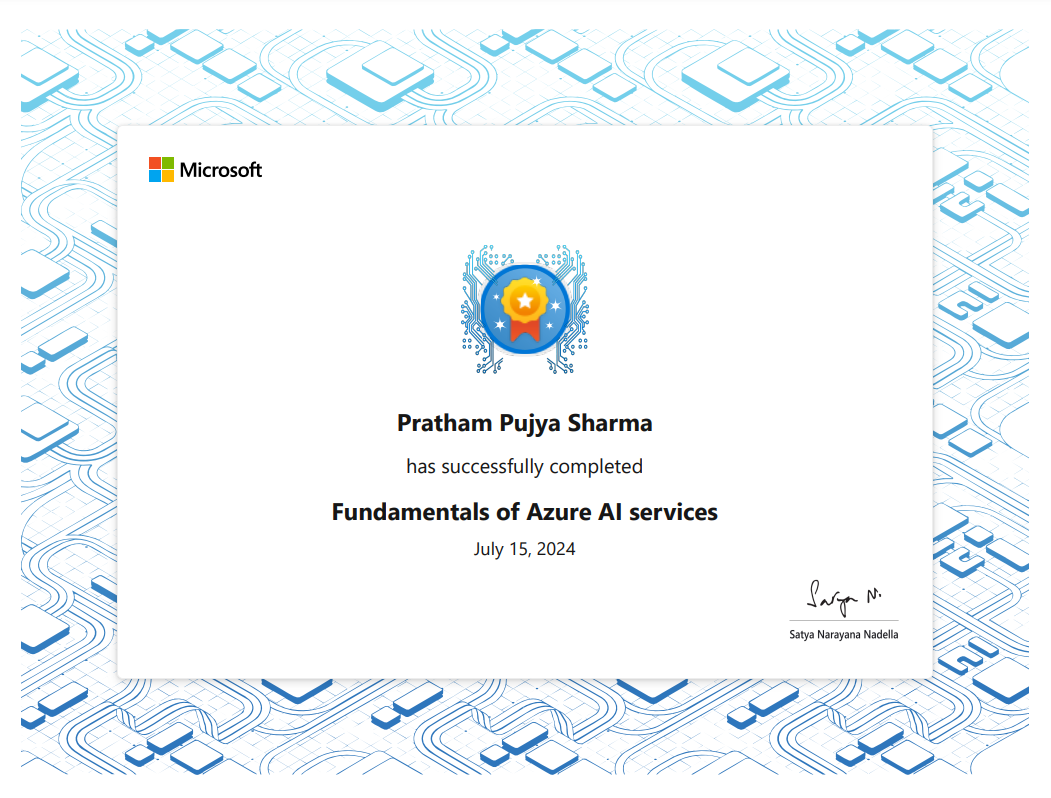 Microsoft
Pratham Pujya Sharma
has successfully completed
Fundamentals of Azure AI services
July 15, 2024
Satya N.
Satya Narayana Nadella